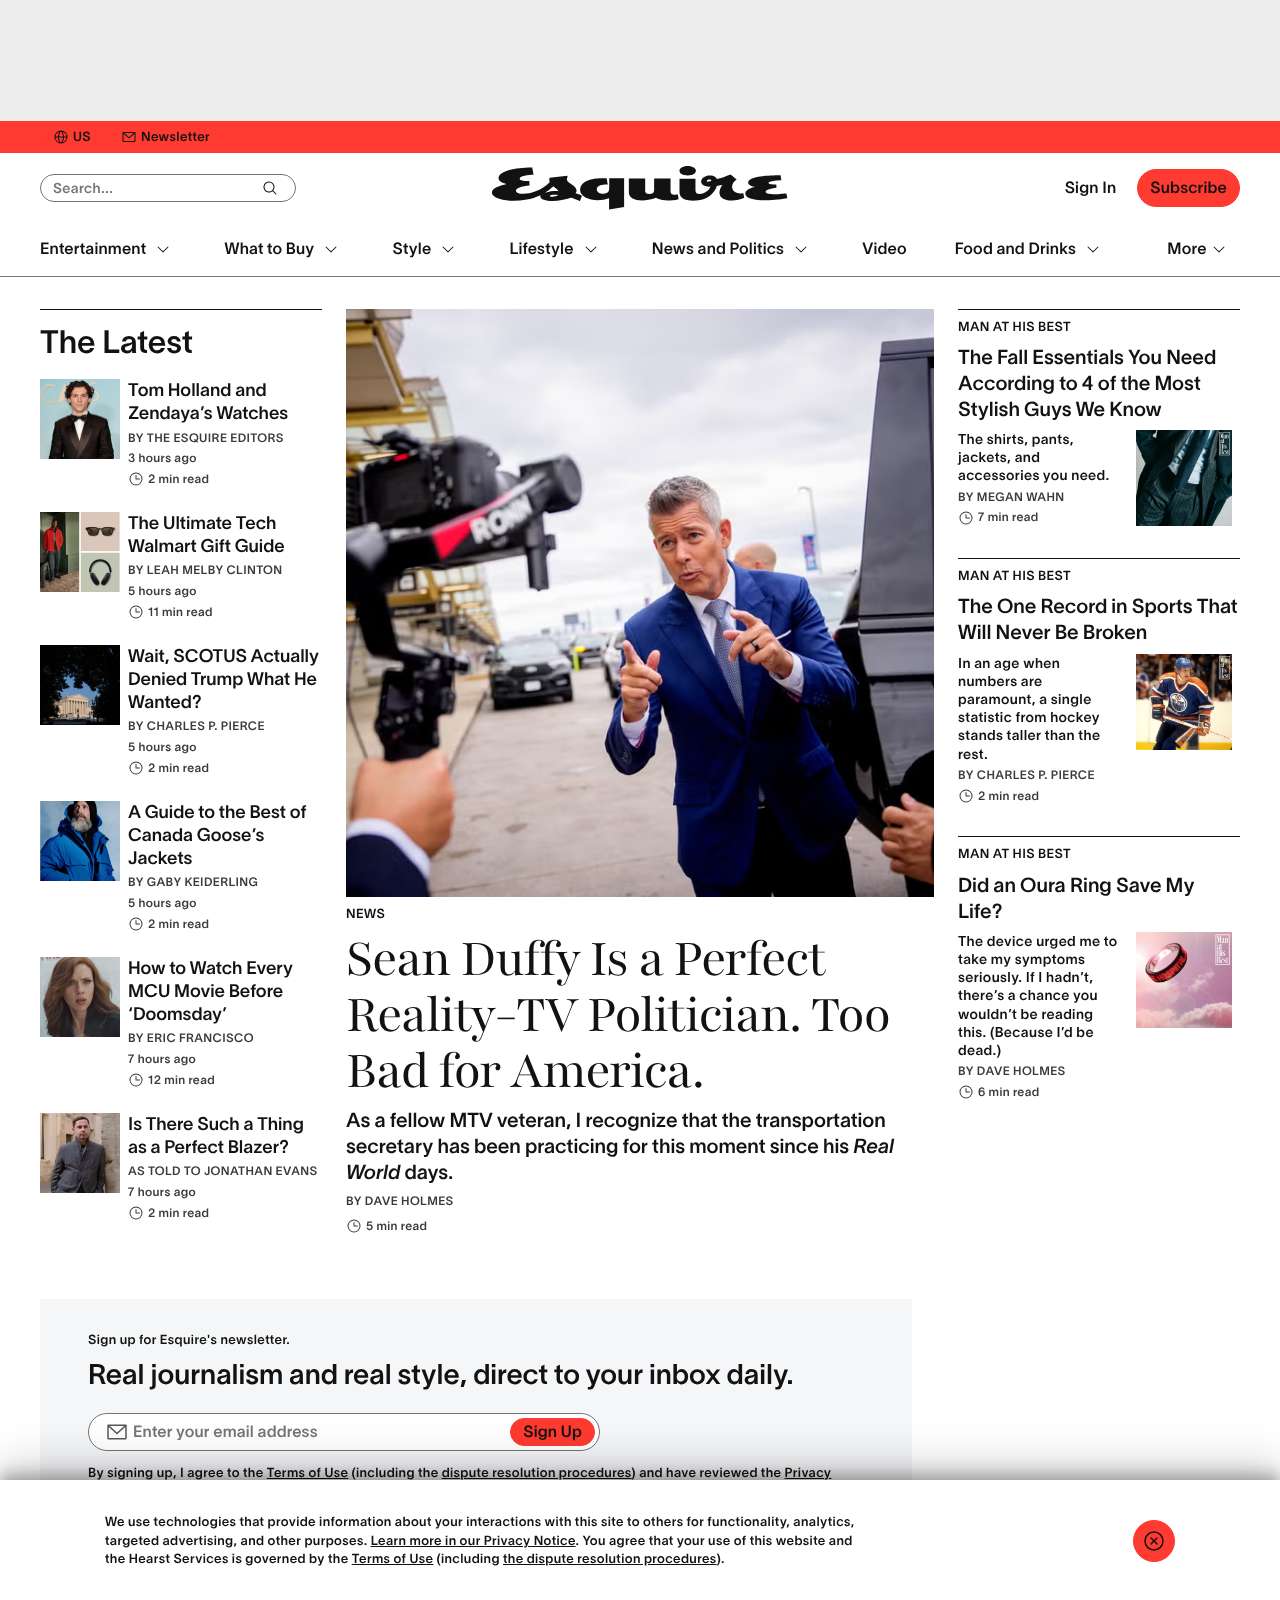 US
Newsletter
Search...
Esquire
Sign In
Subscribe
Entertainment
What to Buy
Style
Lifestyle
News and Politics
Video
Food and Drinks
More
The Latest
Tom Holland and
Zendaya’s Watches
BY THE ESQUIRE EDITORS
3 hours ago
2 min read
The Ultimate Tech
Walmart Gift Guide
BY LEAH MELBY CLINTON
5 hours ago
11 min read
Wait, SCOTUS Actually
Denied Trump What He
Wanted?
BY CHARLES P. PIERCE
5 hours ago
2 min read
A Guide to the Best of
Canada Goose’s
Jackets
BY GABY KEIDERLING
5 hours ago
2 min read
How to Watch Every
MCU Movie Before
‘Doomsday’
BY ERIC FRANCISCO
7 hours ago
12 min read
Is There Such a Thing
as a Perfect Blazer?
AS TOLD TO JONATHAN EVANS
7 hours ago
2 min read
RONIN
NEWS
Sean Duffy Is a Perfect
Reality–TV Politician. Too
Bad for America.
As a fellow MTV veteran, I recognize that the transportation
secretary has been practicing for this moment since his Real
World days.
BY DAVE HOLMES
5 min read
MAN AT HIS BEST
The Fall Essentials You Need
According to 4 of the Most
Stylish Guys We Know
The shirts, pants,
jackets, and
accessories you need.
BY MEGAN WAHN
7 min read
MAN AT HIS BEST
The One Record in Sports That
Will Never Be Broken
In an age when
numbers are
paramount, a single
statistic from hockey
stands taller than the
rest.
BY CHARLES P. PIERCE
2 min read
MAN AT HIS BEST
Did an Oura Ring Save My
Life?
The device urged me to
take my symptoms
seriously. If I hadn’t,
there’s a chance you
wouldn’t be reading
this. (Because I’d be
dead.)
BY DAVE HOLMES
6 min read
Man
at
His
Best
Sign up for Esquire's newsletter.
Real journalism and real style, direct to your inbox daily.
Enter your email address
Sign Up
By signing up, I agree to the Terms of Use (including the dispute resolution procedures) and have reviewed the Privacy
We use technologies that provide information about your interactions with this site to others for functionality, analytics,
targeted advertising, and other purposes. Learn more in our Privacy Notice. You agree that your use of this website and
the Hearst Services is governed by the Terms of Use (including the dispute resolution procedures).